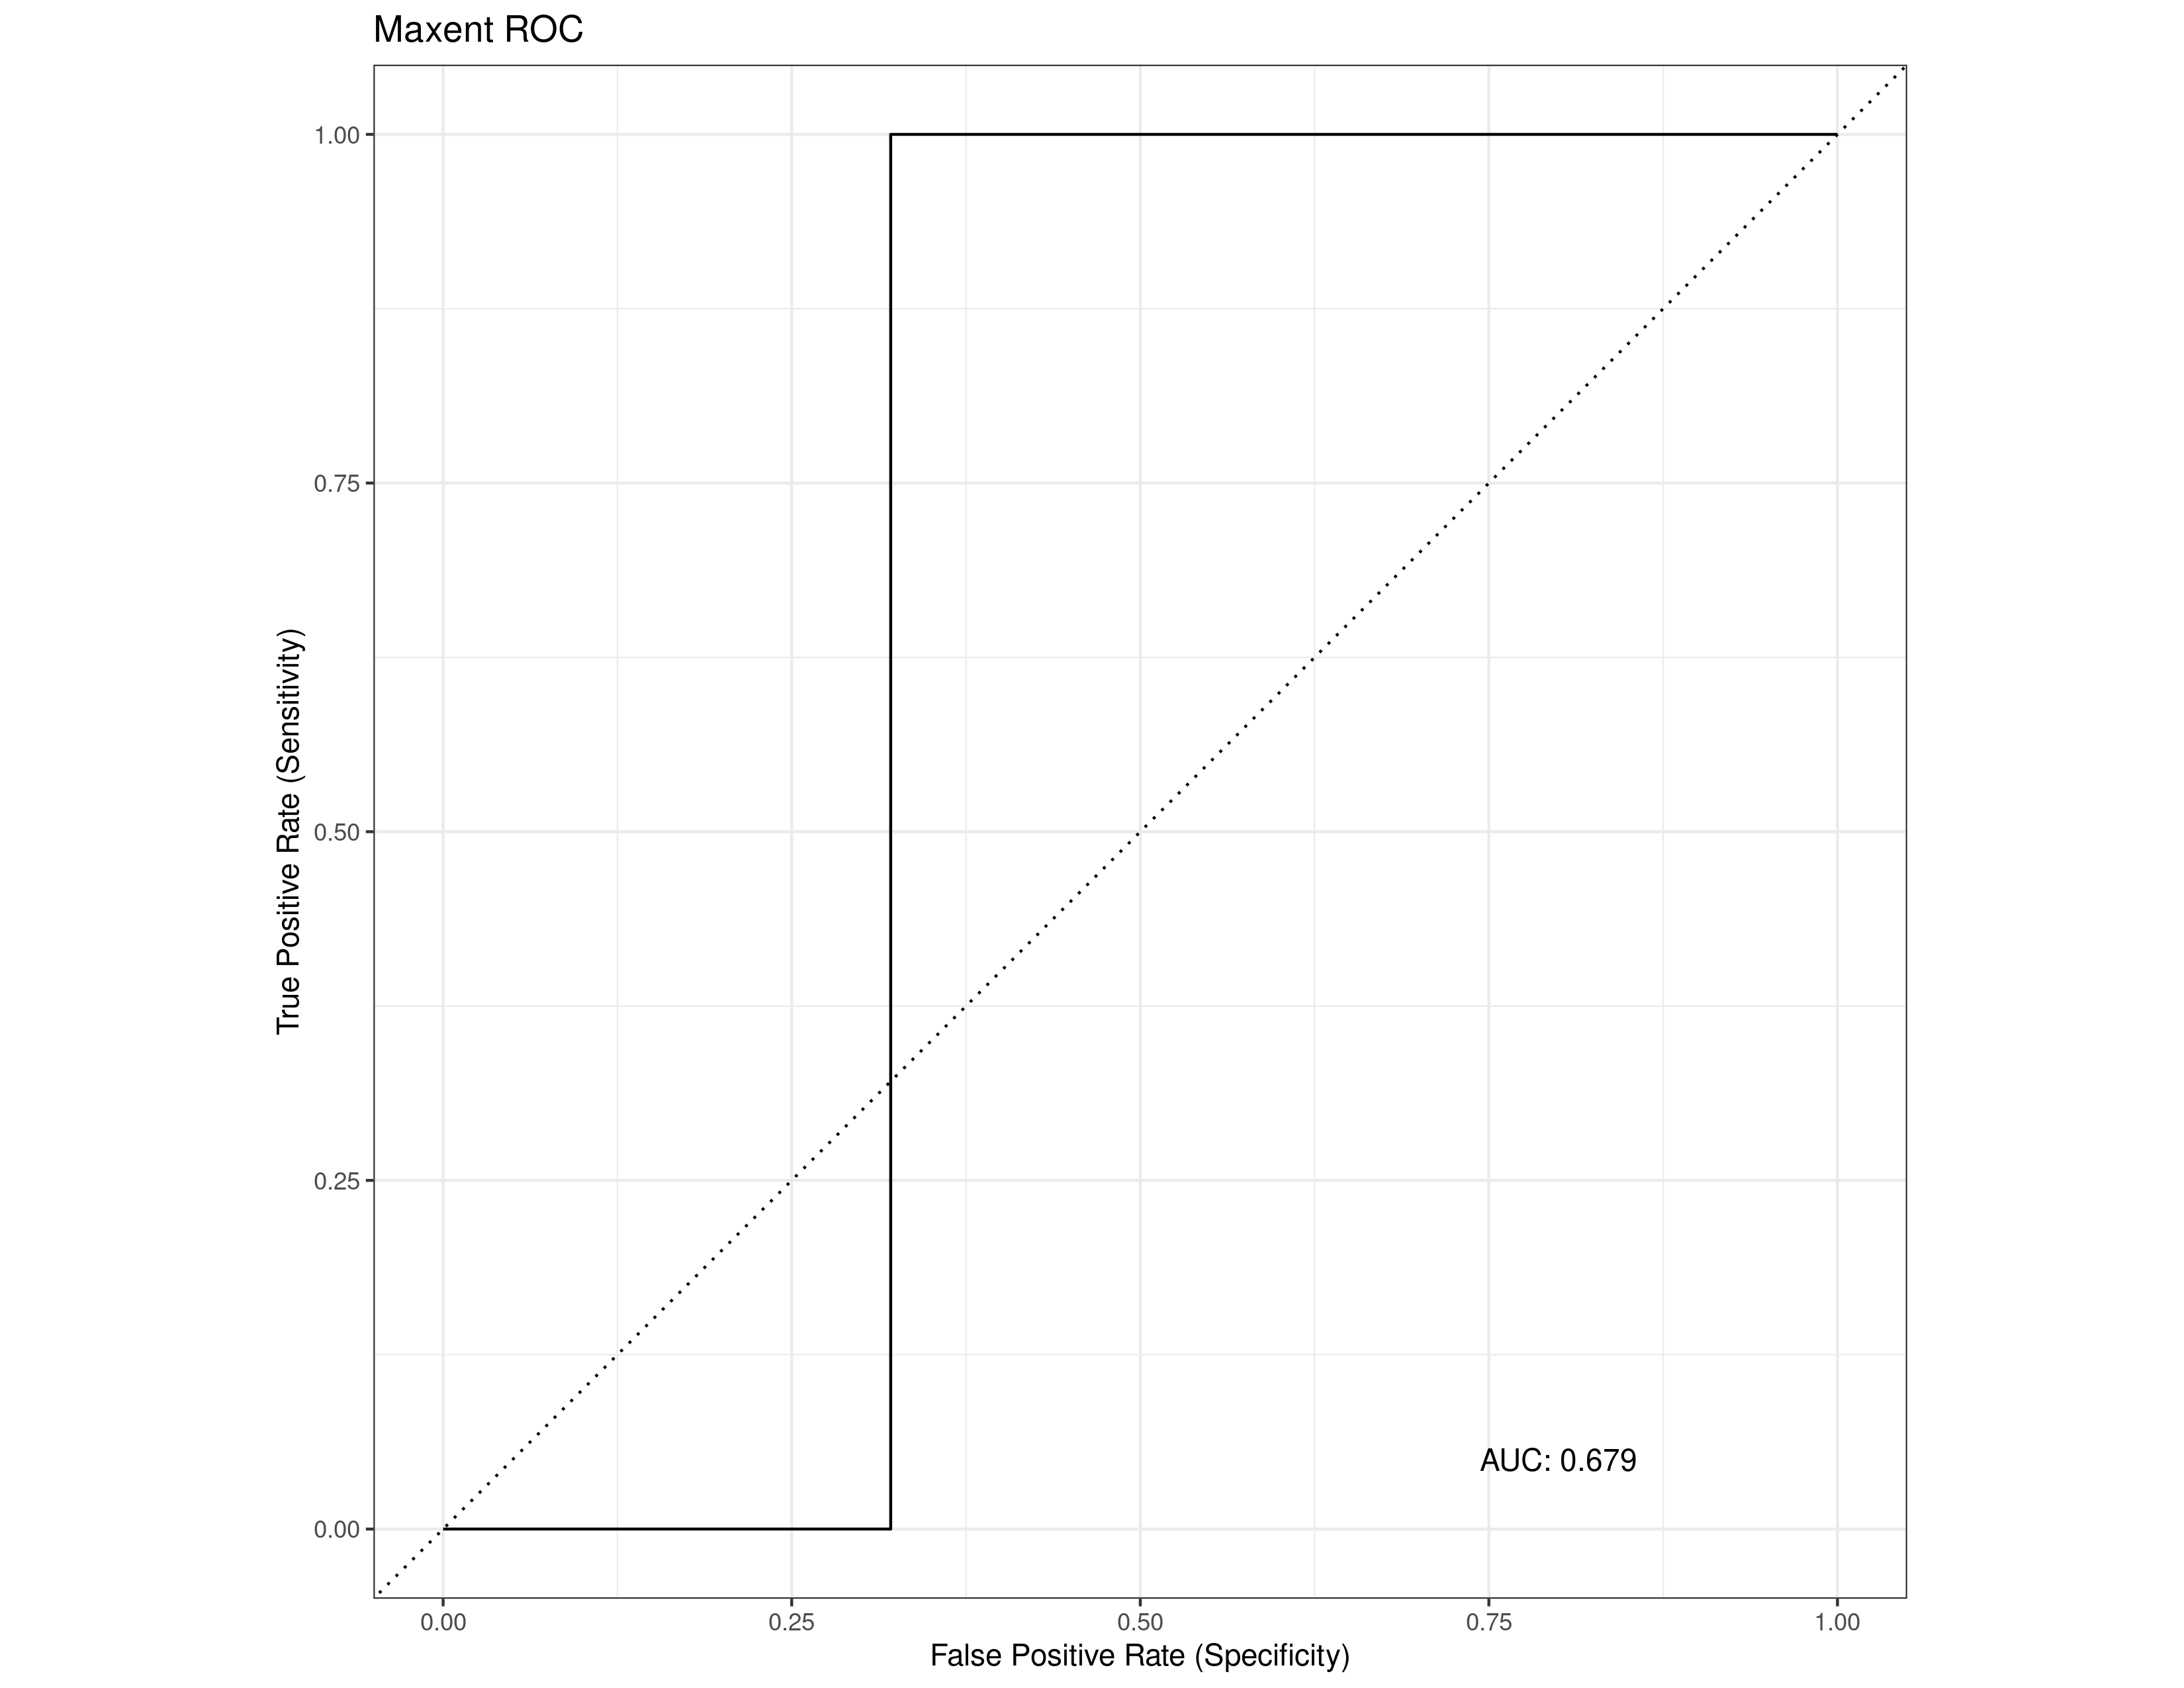 Maxent ROC
True Positive Rate (Sensitivity)
1.00
0.75
0.50
0.25
0.00
AUC: 0.679
0.00
0.25
0.50
0.75
1.00
False Positive Rate (Specificity)